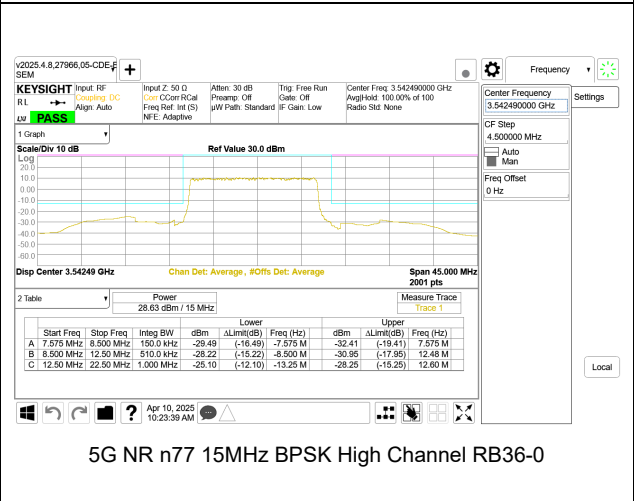 v2025.4.8,27966,05-CDE-E
SEM
Frequency
KEYSIGHT
R L
PASS
Input: RF
Coupling: DC
Align: Auto
Input Z: 50 Ω
Corr CCorr RCal
Freq Ref: Int (S)
NFE: Adaptive
Atten: 30 dB
Preamp: Off
µW Path: Standard
Trig: Free Run
Gate: Off
IF Gain: Low
Center Freq: 3.542490000 GHz
Avg|Hold: 100.00% of 100
Radio Std: None
Center Frequency
3.542490000 GHz
Settings
CF Step
4.500000 MHz
Auto
Man
Freq Offset
0 Hz
1 Graph
Scale/Div 10 dB
Ref Value 30.0 dBm
Log
20.0
10.0
0.00
-10.0
-20.0
-30.0
-40.0
-50.0
-60.0
Disp Center 3.54249 GHz
Chan Det: Average , #Offs Det: Average
Span 45.000 MHz
2001 pts
2 Table
Power
28.63 dBm / 15 MHz
Measure Trace
Trace 1
Lower Upper
Start Freq Stop Freq Integ BW dBm ΔLimit(dB) Freq (Hz) dBm ΔLimit(dB) Freq (Hz)
A 7.575 MHz 8.500 MHz 150.0 kHz -29.49 (-16.49) -7.575 M -32.41 (-19.41) 7.575 M
B 8.500 MHz 12.50 MHz 510.0 kHz -28.22 (-15.22) -8.500 M -30.95 (-17.95) 12.48 M
C 12.50 MHz 22.50 MHz 1.000 MHz -25.10 (-12.10) -13.25 M -28.25 (-15.25) 12.60 M
Local
Apr 10, 2025
10:23:39 AM
5G NR n77 15MHz BPSK High Channel RB36-0